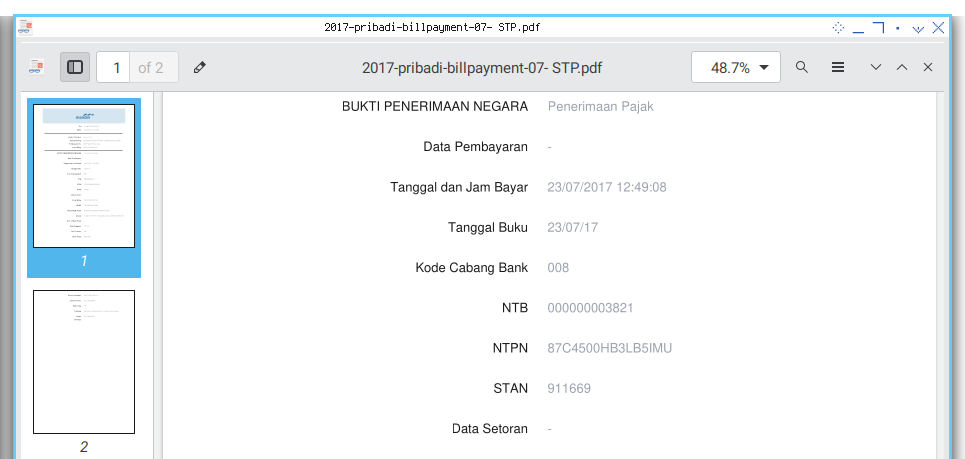 2017-pribadi-billpayment-07- STP.pdf
1 of 2
2017-pribadi-billpayment-07- STP.pdf
48.7%
BUKTI PENERIMAAN NEGARA Penerimaan Pajak
Data Pembayaran -
Tanggal dan Jam Bayar 23/07/2017 12:49:08
Tanggal Buku 23/07/17
Kode Cabang Bank 008
NTB 000000003821
NTPN 87C4500HB3LB5IMU
STAN 911669
Data Setoran -
1
2